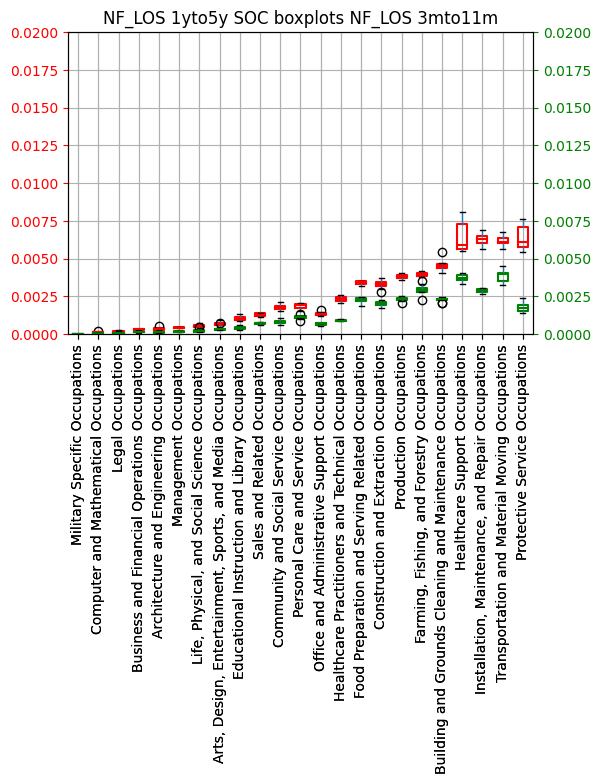 NF_LOS 1yto5y SOC boxplots NF_LOS 3mto11m
0.0200
0.0175
0.0150
0.0125
0.0100
0.0075
0.0050
0.0025
0.0000
0.0200
0.0175
0.0150
0.0125
0.0100
0.0075
0.0050
0.0025
0.0000
Military Specific Occupations
Computer and Mathematical Occupations
Legal Occupations
Business and Financial Operations Occupations
Architecture and Engineering Occupations
Management Occupations
Life, Physical, and Social Science Occupations
Arts, Design, Entertainment, Sports, and Media Occupations
Educational Instruction and Library Occupations
Sales and Related Occupations
Community and Social Service Occupations
Personal Care and Service Occupations
Office and Administrative Support Occupations
Healthcare Practitioners and Technical Occupations
Food Preparation and Serving Related Occupations
Construction and Extraction Occupations
Production Occupations
Farming, Fishing, and Forestry Occupations
Building and Grounds Cleaning and Maintenance Occupations
Healthcare Support Occupations
Installation, Maintenance, and Repair Occupations
Transportation and Material Moving Occupations
Protective Service Occupations